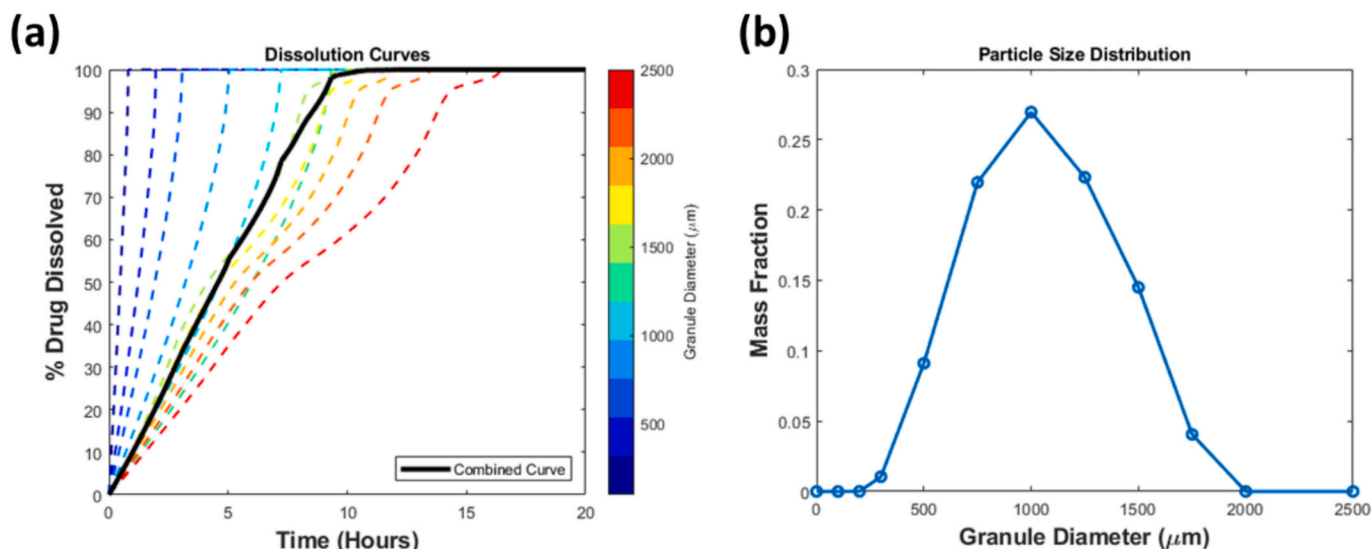 (a)
Dissolution Curves
100
90
80
70
60
50
40
30
20
10
0
% Drug Dissolved
0 5 10 15 20
Time (Hours)
Combined Curve
2500
2000
1500
1000
500
Granule Diameter (μm)
(b)
Particle Size Distribution
0.3
0.25
0.2
0.15
0.1
0.05
0
Mass Fraction
0 500 1000 1500 2000 2500
Granule Diameter (μm)